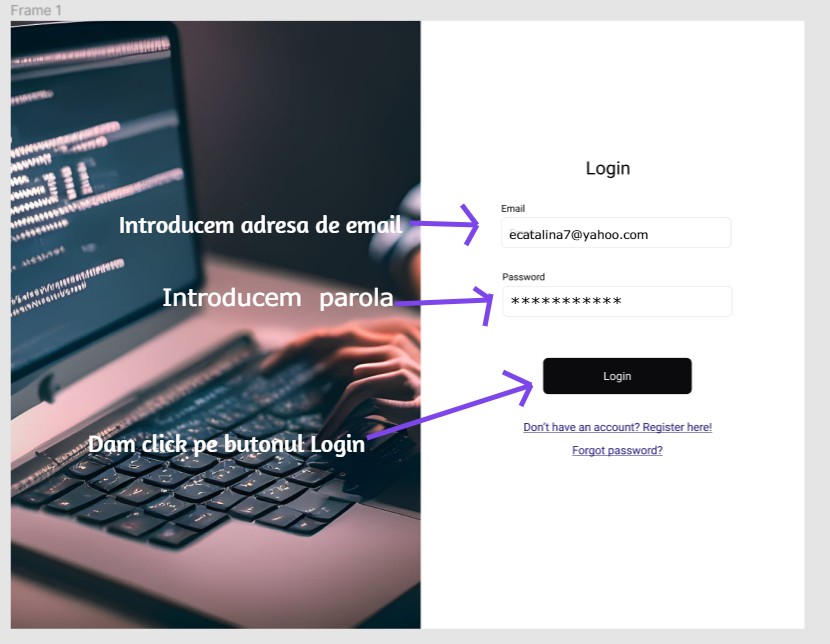 Frame 1
Login
Introducem adresa de email
Email
ecatalina7@yahoo.com
Introducem parola
Password
***********
Login
Dam click pe butonul Login
Don't have an account? Register here!
Forgot password?